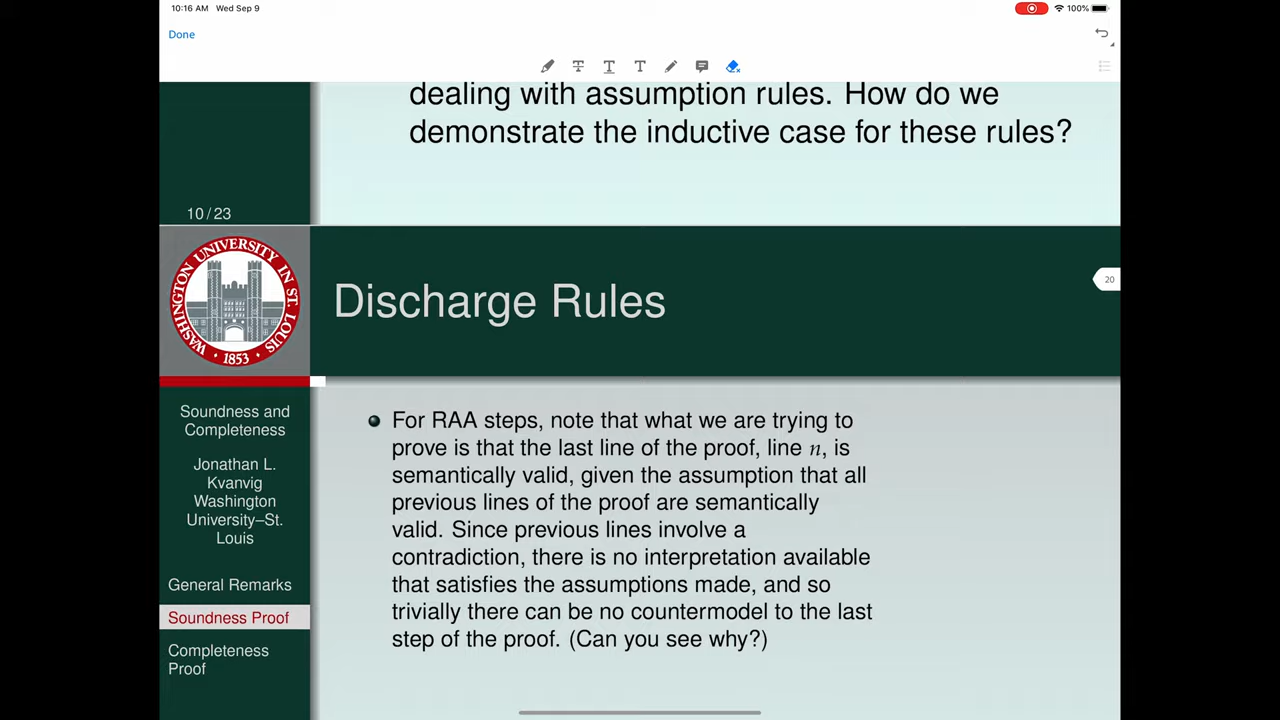 10:16 AM Wed Sep 9
100%
Done
dealing with assumption rules. How do we
demonstrate the inductive case for these rules?
10 / 23
WASHINGTON UNIVERSITY IN ST. LOUIS
1853
Discharge Rules
20
Soundness and
Completeness
Jonathan L.
Kvanvig
Washington
University–St.
Louis
General Remarks
Soundness Proof
Completeness
Proof
For RAA steps, note that what we are trying to
prove is that the last line of the proof, line n, is
semantically valid, given the assumption that all
previous lines of the proof are semantically
valid. Since previous lines involve a
contradiction, there is no interpretation available
that satisfies the assumptions made, and so
trivially there can be no countermodel to the last
step of the proof. (Can you see why?)